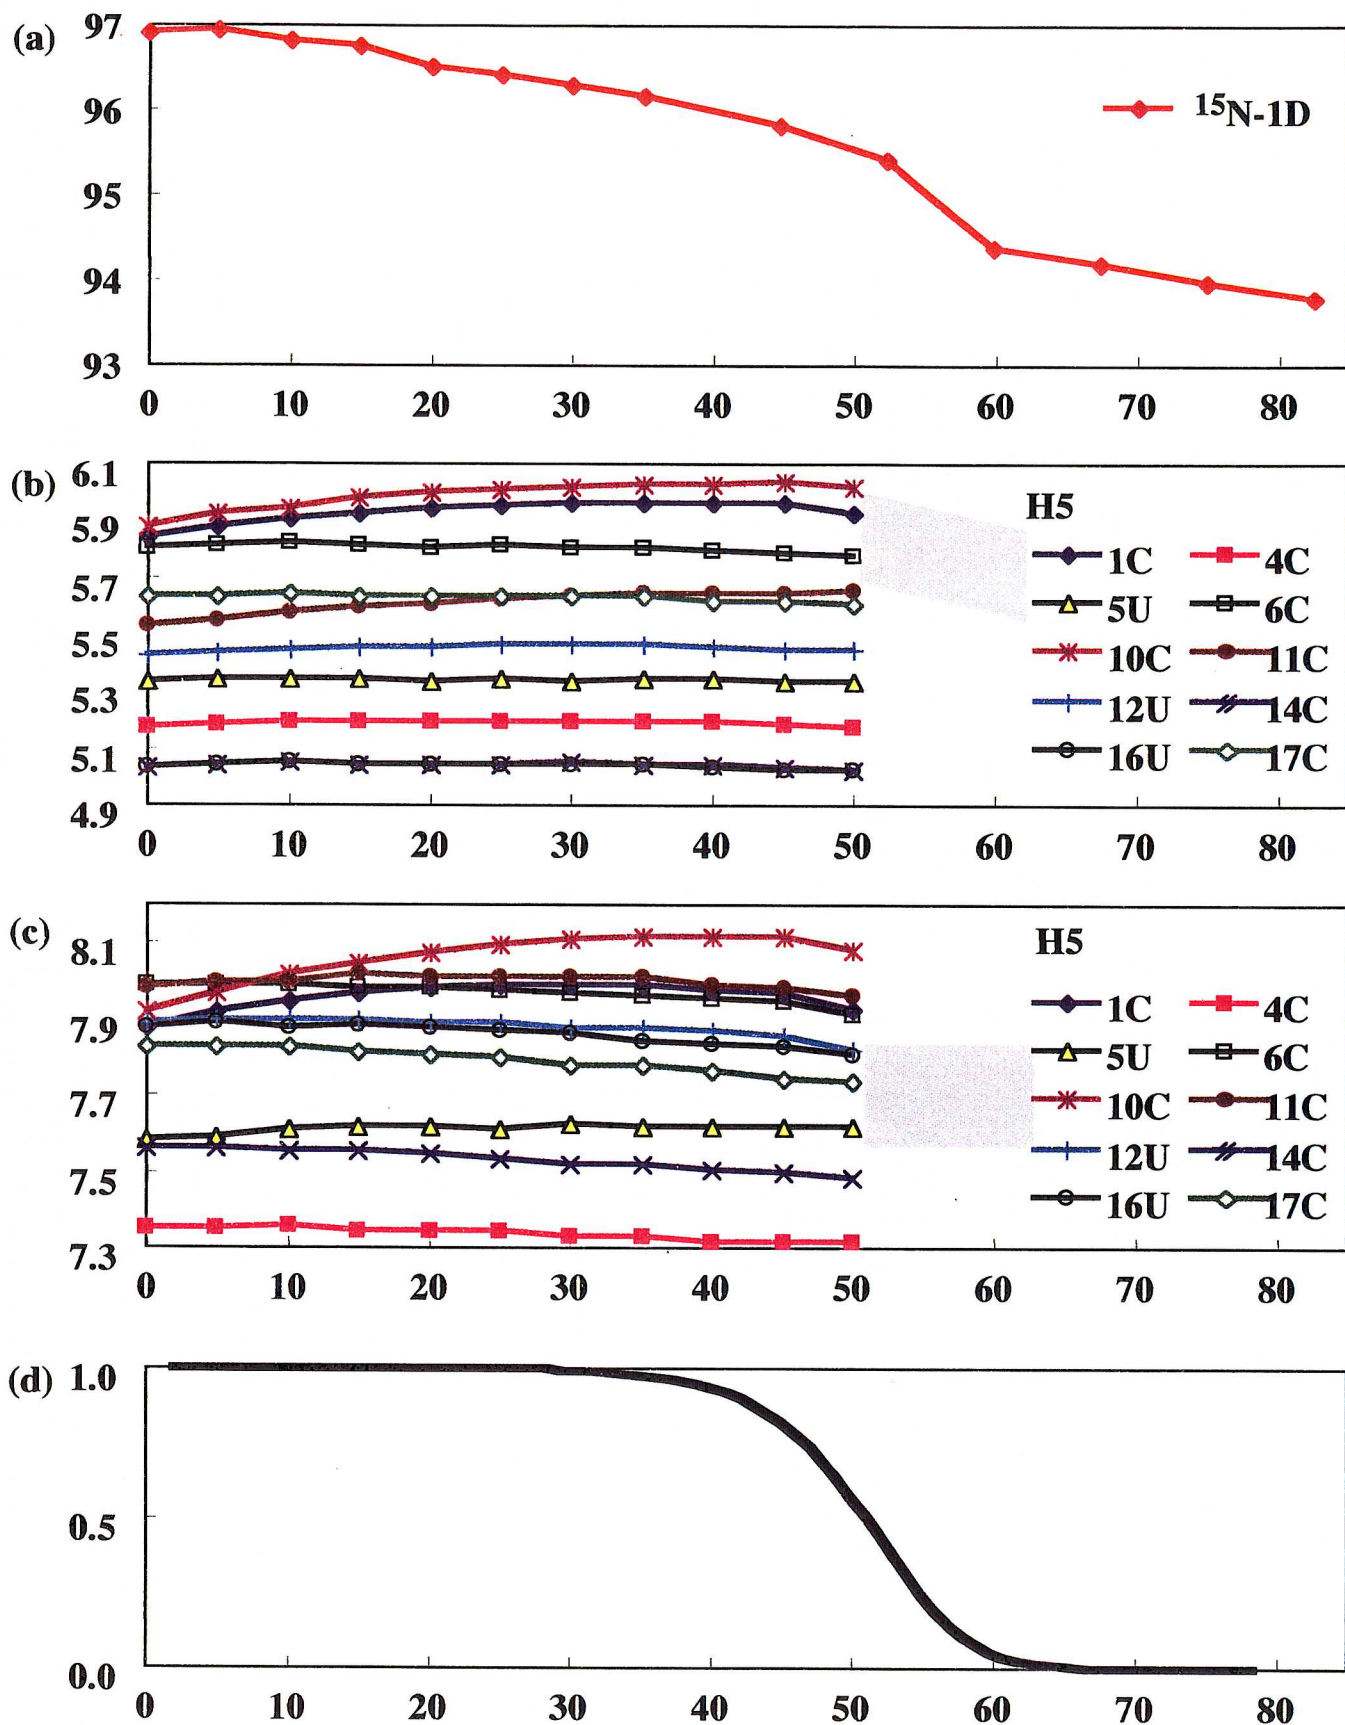 (a)
97
96
95
94
93
¹⁵N-1D
0 10 20 30 40 50 60 70 80
(b)
6.1
5.9
5.7
5.5
5.3
5.1
4.9
H5
1C 4C
5U 6C
10C 11C
12U 14C
16U 17C
0 10 20 30 40 50 60 70 80
(c)
8.1
7.9
7.7
7.5
7.3
H5
1C 4C
5U 6C
10C 11C
12U 14C
16U 17C
0 10 20 30 40 50 60 70 80
(d)
1.0
0.5
0.0
0 10 20 30 40 50 60 70 80